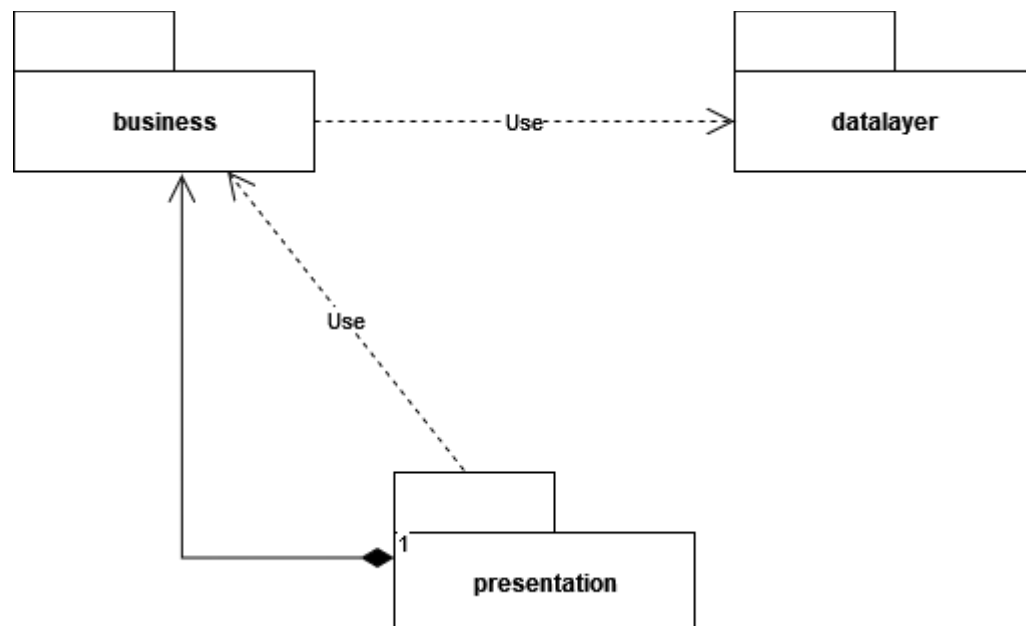 business
Use
datalayer
Use
1
presentation